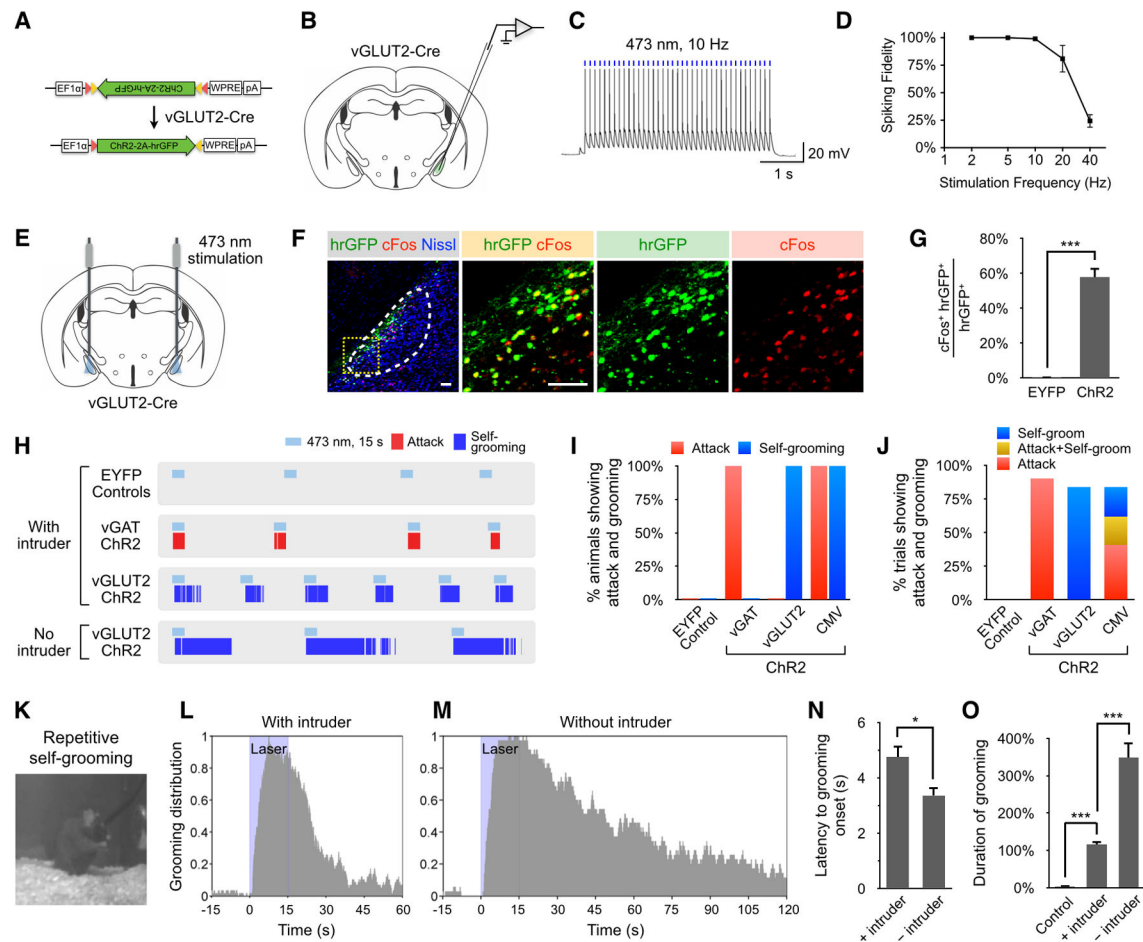 A
EF1α
ChR2-2A-hrGFP
WPRE
pA
vGLUT2-Cre
EF1α
ChR2-2A-hrGFP
WPRE
pA
B
vGLUT2-Cre
C
473 nm, 10 Hz
20 mV
1 s
D
Spiking Fidelity
100%
75%
50%
25%
0%
1
2
5
10
20
40
Stimulation Frequency (Hz)
E
473 nm
stimulation
vGLUT2-Cre
F
hrGFP cFos Nissl
hrGFP cFos
hrGFP
cFos
G
cFos+ hrGFP+
hrGFP+
80%
60%
40%
20%
0%
***
EYFP
ChR2
H
473 nm, 15 s
Attack
Self-
grooming
With
intruder
EYFP
Controls
vGAT
ChR2
vGLUT2
ChR2
No
intruder
vGLUT2
ChR2
I
Attack
Self-grooming
% animals showing
attack and grooming
100%
75%
50%
25%
0%
EYFP
Control
vGAT
vGLUT2
CMV
ChR2
J
Self-groom
Attack+Self-groom
Attack
% trials showing
attack and grooming
100%
75%
50%
25%
0%
EYFP
Control
vGAT
vGLUT2
CMV
ChR2
K
Repetitive
self-grooming
L
With intruder
Laser
Grooming distribution
1
0.8
0.6
0.4
0.2
0
-15
0
15
30
45
60
Time (s)
M
Without intruder
Laser
1
0.8
0.6
0.4
0.2
0
-15
0
15
30
45
60
75
90
105
120
Time (s)
N
Latency to grooming
onset (s)
6
4
2
0
*
+ intruder
− intruder
O
Duration of grooming
400%
300%
200%
100%
0%
***
***
Control
+ intruder
− intruder